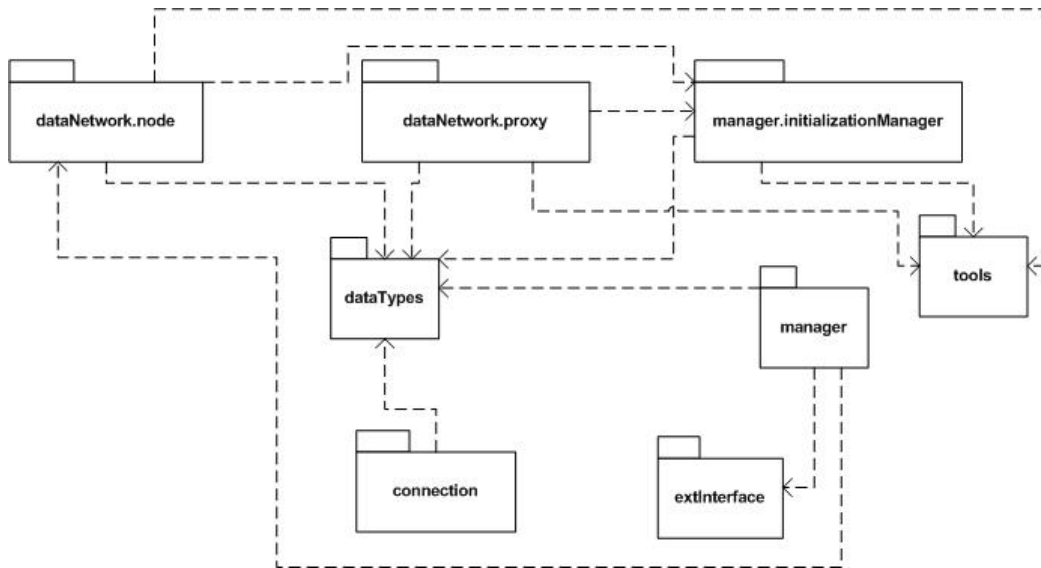 dataNetwork.node
dataNetwork.proxy
manager.initializationManager
tools
dataTypes
manager
connection
extInterface